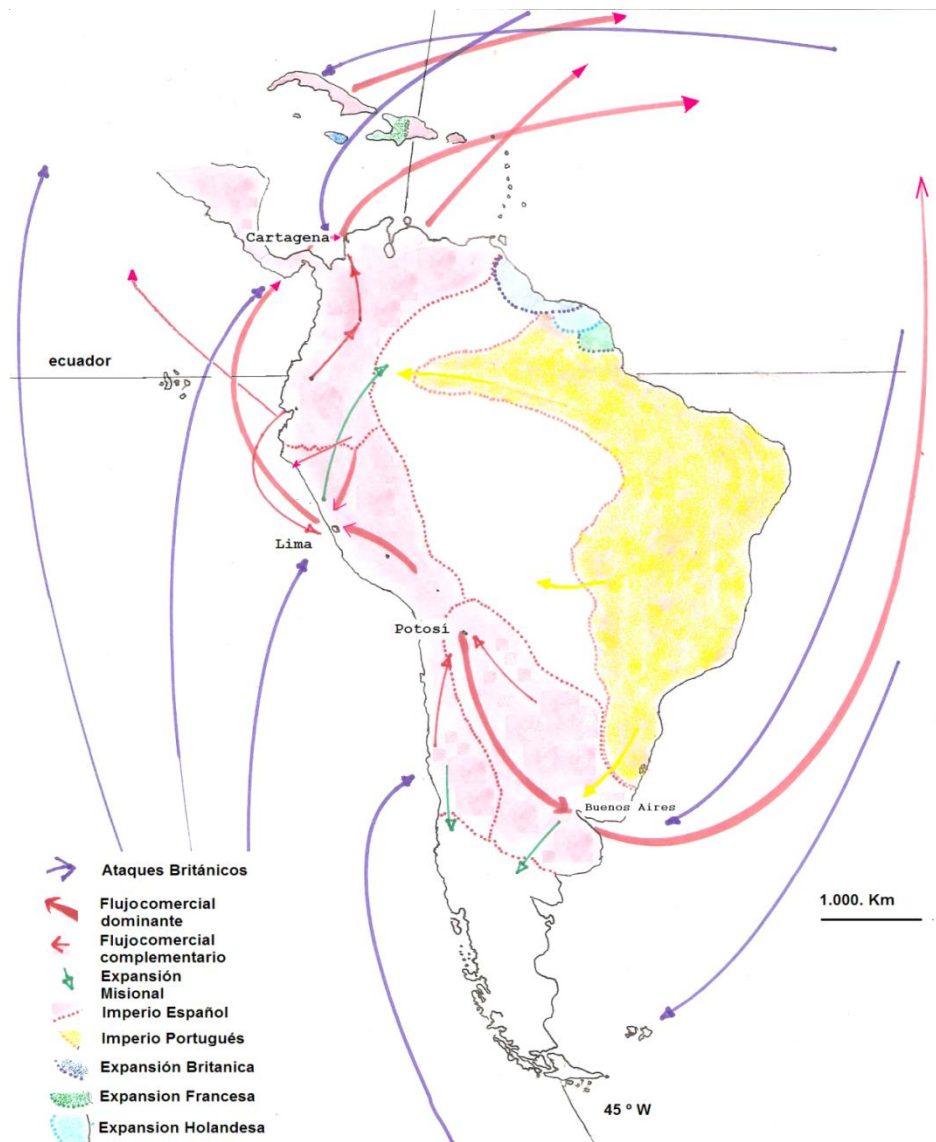 Cartagena
ecuador
Lima
Potosí
Buenos Aires
1.000. Km
45 º W
Ataques Británicos
Flujocomercial
dominante
Flujocomercial
complementario
Expansión
Misional
Imperio Español
Imperio Portugués
Expansión Britanica
Expansion Francesa
Expansion Holandesa